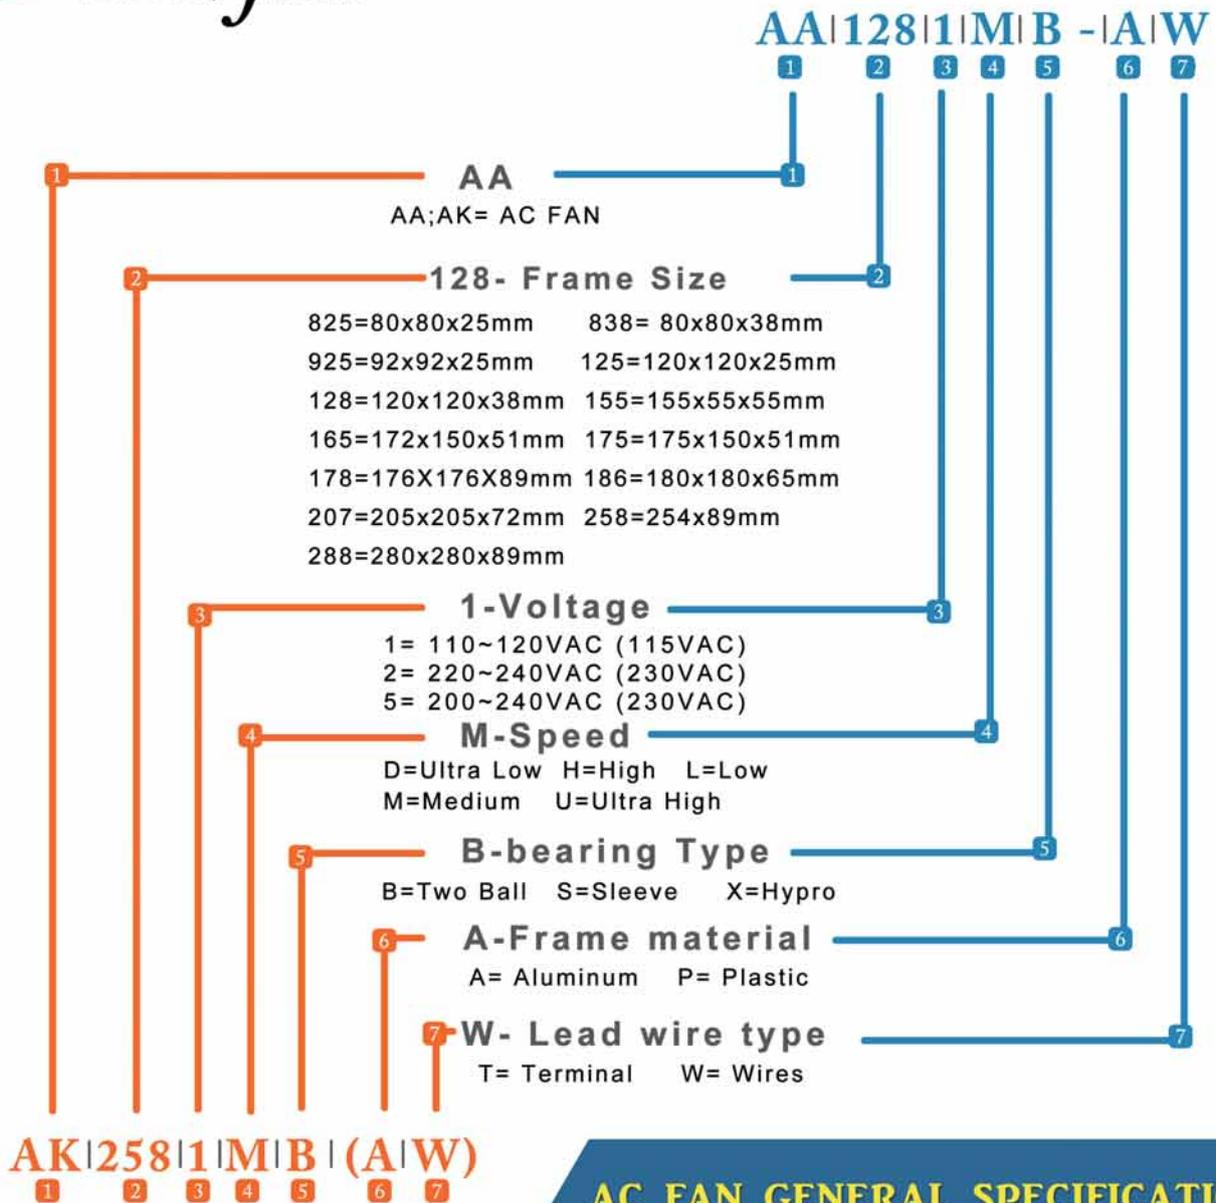 AA|128|1|M|B -|A|W
1 2 3 4 5 6 7
1 AA 1
AA;AK= AC FAN
2 128- Frame Size 2
825=80x80x25mm 838= 80x80x38mm
925=92x92x25mm 125=120x120x25mm
128=120x120x38mm 155=155x55x55mm
165=172x150x51mm 175=175x150x51mm
178=176X176X89mm 186=180x180x65mm
207=205x205x72mm 258=254x89mm
288=280x280x89mm
3 1-Voltage 3
1= 110~120VAC (115VAC)
2= 220~240VAC (230VAC)
5= 200~240VAC (230VAC)
4 M-Speed 4
D=Ultra Low H=High L=Low
M=Medium U=Ultra High
5 B-bearing Type 5
B=Two Ball S=Sleeve X=Hypro
6 A-Frame material 6
A= Aluminum P= Plastic
7 W- Lead wire type 7
T= Terminal W= Wires
AK|258|1|M|B|(A|W)
1 2 3 4 5 6 7
AC FAN GENERAL SPECIFICATI